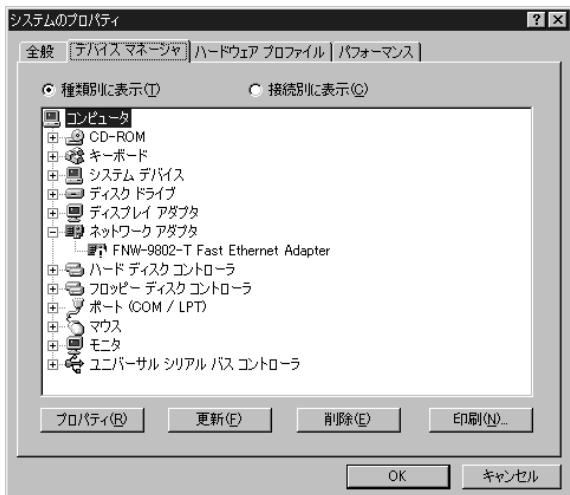 システムのプロパティ
全般 デバイス マネージャ ハードウェア プロファイル パフォーマンス
種類別に表示(T) 接続別に表示(C)
コンピュータ
CD-ROM
キーボード
システム デバイス
ディスク ドライブ
ディスプレイ アダプタ
ネットワーク アダプタ
FNW-9802-T Fast Ethernet Adapter
ハード ディスク コントローラ
フロッピー ディスク コントローラ
ポート (COM / LPT)
マウス
モニタ
ユニバーサル シリアル バス コントローラ
プロパティ(R) 更新(F) 削除(E) 印刷(N)...
OK キャンセル